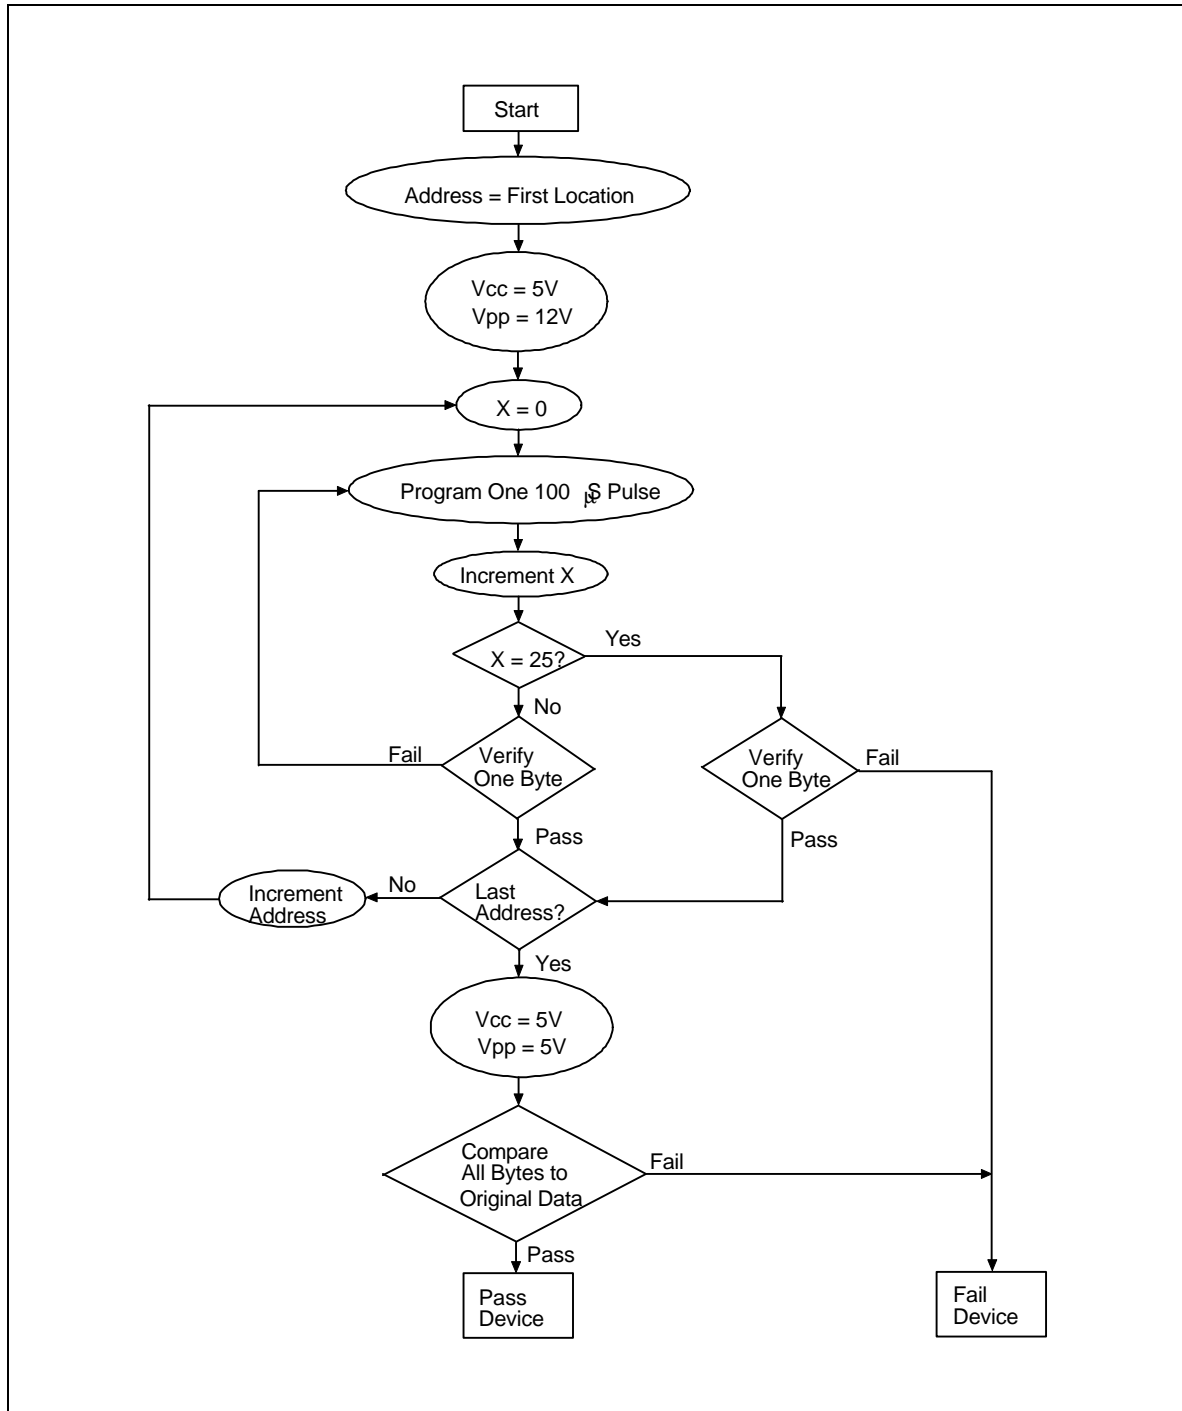 Start
Address = First Location
Vcc = 5V
Vpp = 12V
X = 0
Program One 100 μS Pulse
Increment X
X = 25?
Yes
No
Fail
Verify
One Byte
Verify
One Byte
Fail
Pass
Pass
Increment
Address
No
Last
Address?
Yes
Vcc = 5V
Vpp = 5V
Compare
All Bytes to
Original Data
Fail
Pass
Pass
Device
Fail
Device